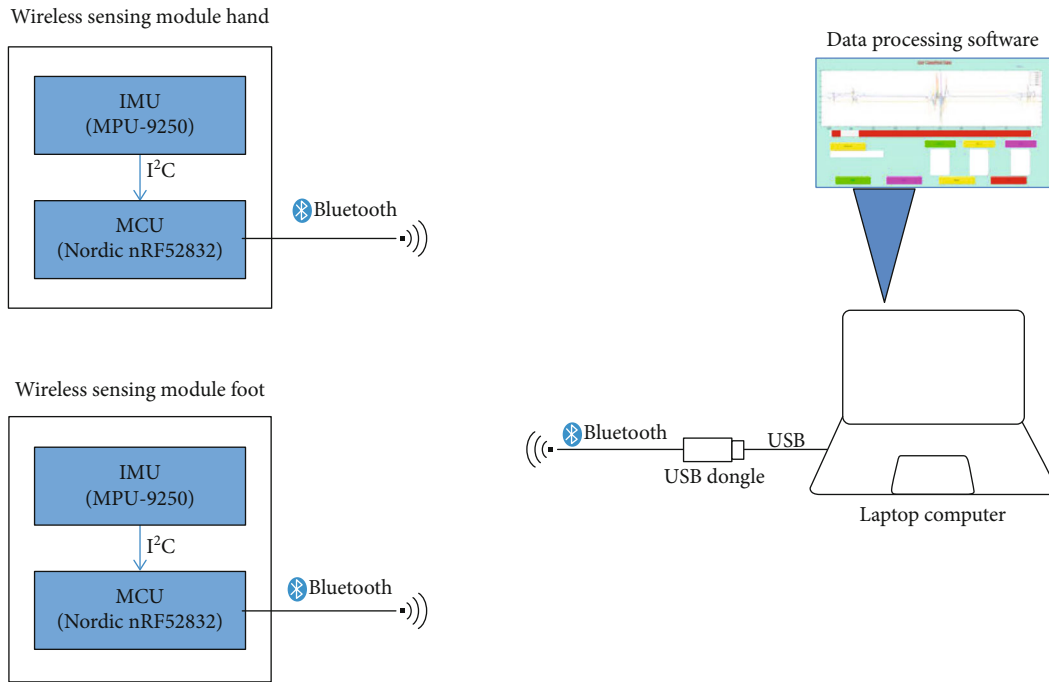 Wireless sensing module hand
IMU
(MPU-9250)
I²C
MCU
(Nordic nRF52832)
Bluetooth
Wireless sensing module foot
IMU
(MPU-9250)
I²C
MCU
(Nordic nRF52832)
Bluetooth
Data processing software
Bluetooth
USB
USB dongle
Laptop computer